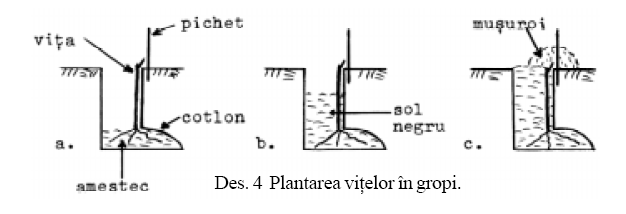 pichet
vița
cotlon
a.
amestec
b.
sol
negru
mușuroi
c.
Des. 4 Plantarea vițelor în gropi.